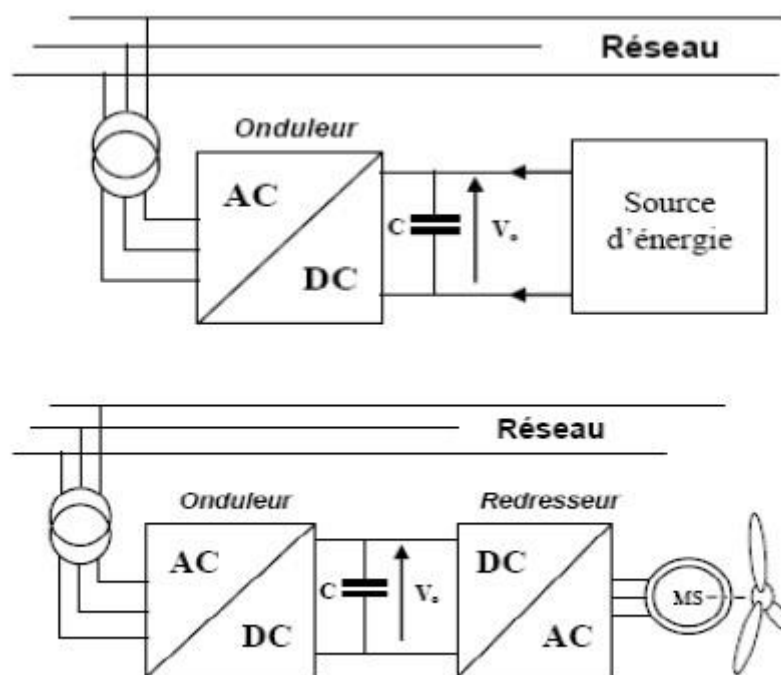 Réseau
Onduleur
AC
DC
C
Vₒ
Source
d'énergie
Réseau
Onduleur
Redresseur
AC
DC
C
Vₒ
DC
AC
MS